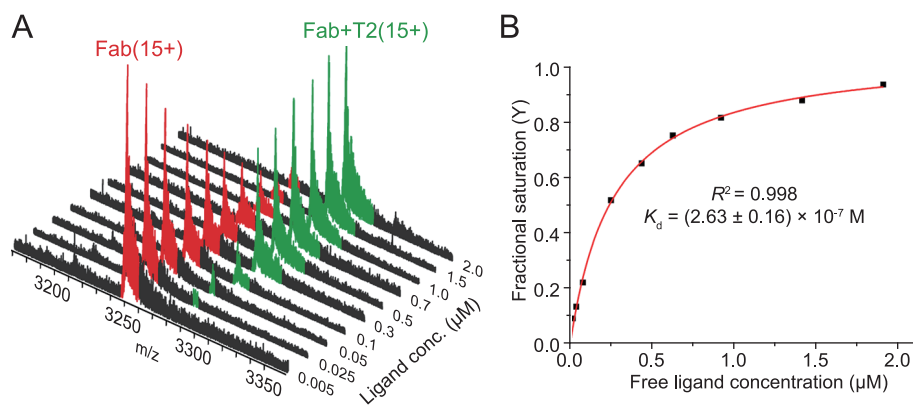 A
Fab(15+)
Fab+T2(15+)
3200
3250
3300
3350
m/z
0.005
0.025
0.05
0.1
0.3
0.5
0.7
1.0
1.5
2.0
Ligand conc. (µM)
B
Fractional saturation (Y)
1.0
0.8
0.6
0.4
0.2
0.0
R² = 0.998
K_d = (2.63 ± 0.16) × 10⁻⁷ M
0.0
0.5
1.0
1.5
2.0
Free ligand concentration (µM)